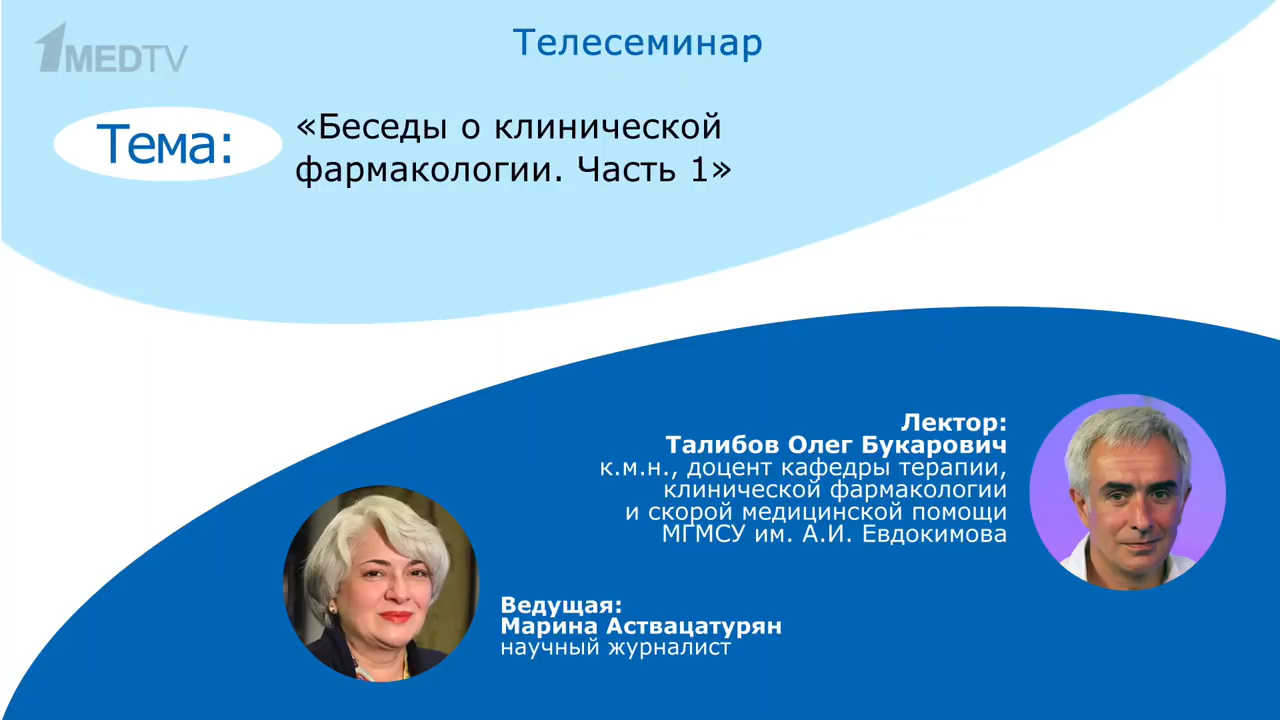 1MEDTV
Телесеминар
Тема:
«Беседы о клинической
фармакологии. Часть 1»
Лектор:
Талибов Олег Букарович
к.м.н., доцент кафедры терапии,
клинической фармакологии
и скорой медицинской помощи
МГМСУ им. А.И. Евдокимова
Ведущая:
Марина Аствацатурян
научный журналист